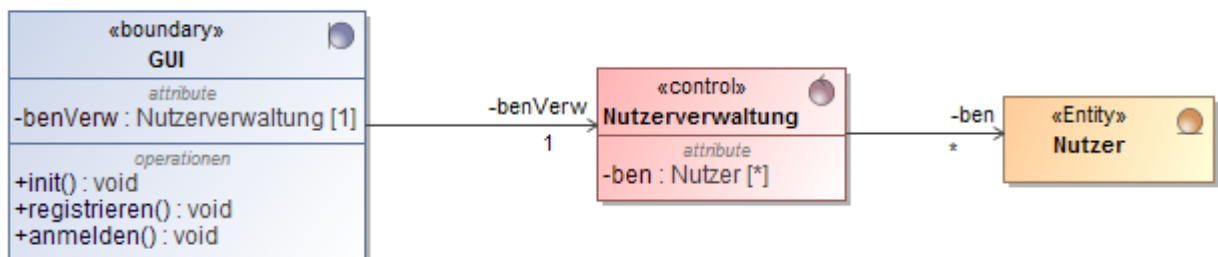 «boundary»
GUI
attribute
-benVerw : Nutzerverwaltung [1]
operationen
+init() : void
+registrieren() : void
+anmelden() : void
-benVerw
1
«control»
Nutzerverwaltung
attribute
-ben : Nutzer [*]
-ben
*
«Entity»
Nutzer